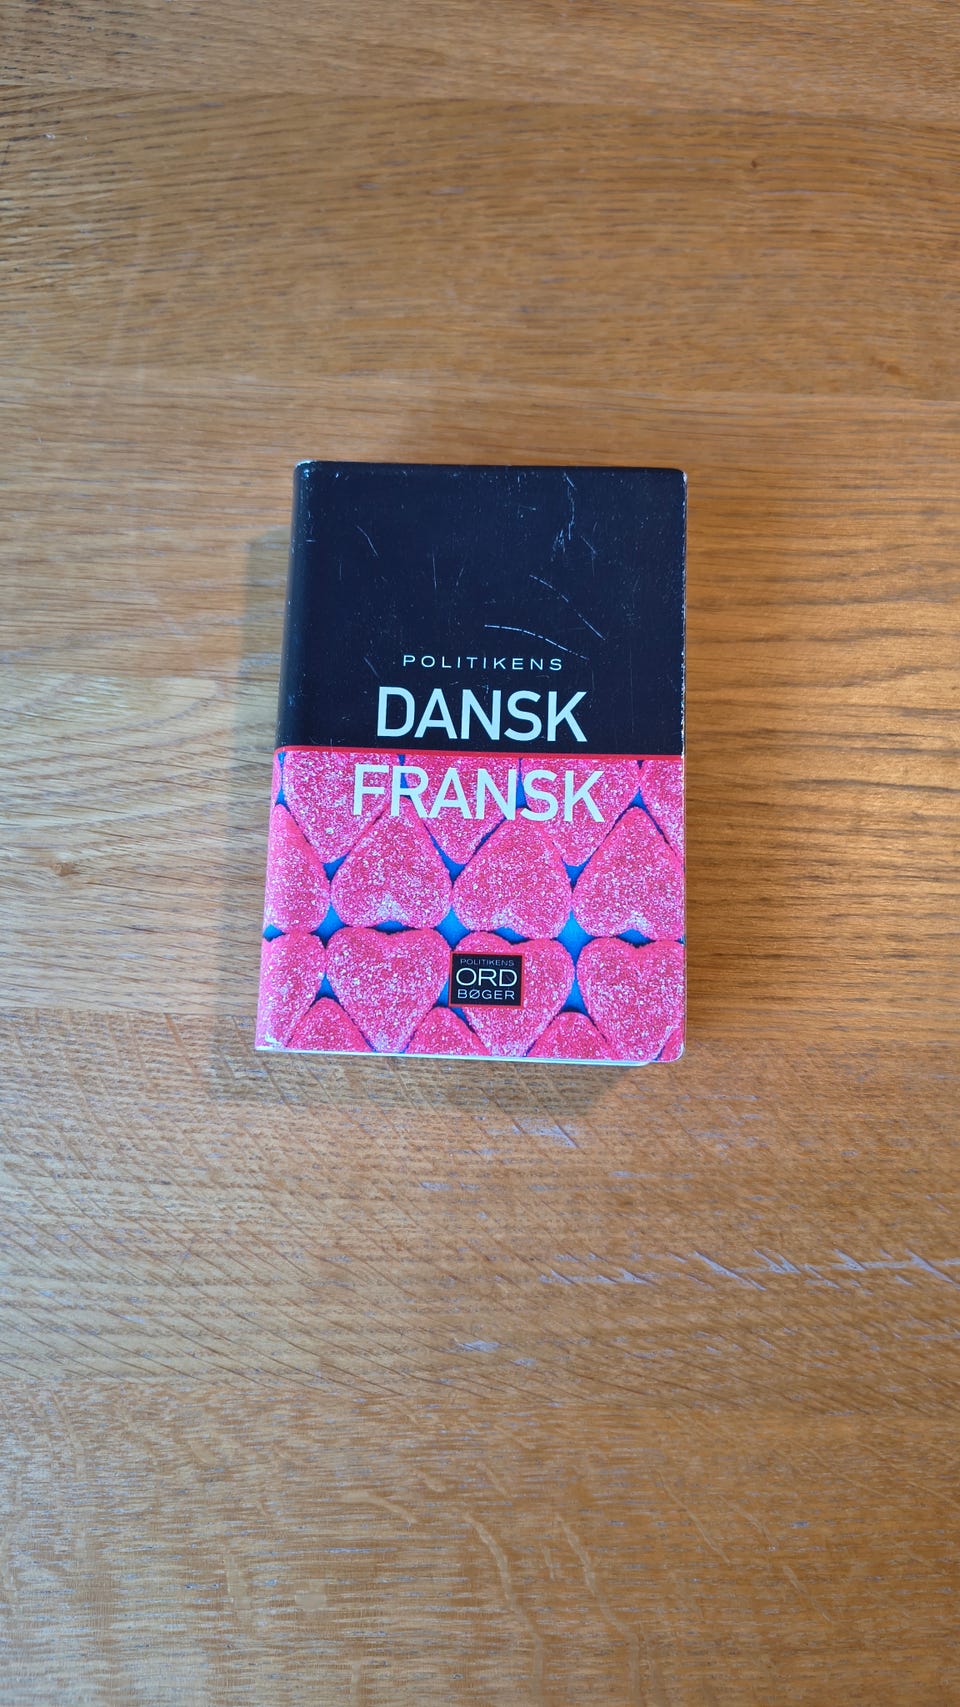 POLITIKENS
DANSK
FRANSK
POLITIKENS
ORD
BØGER